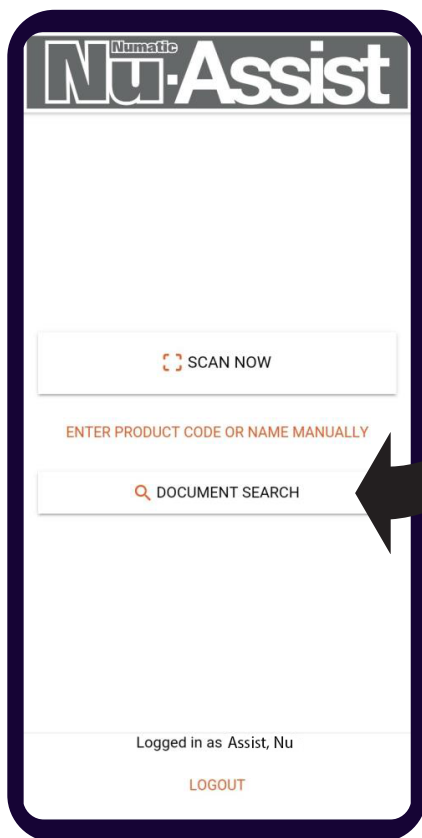 Numatic
Nu-Assist
SCAN NOW
ENTER PRODUCT CODE OR NAME MANUALLY
DOCUMENT SEARCH
Logged in as Assist, Nu
LOGOUT